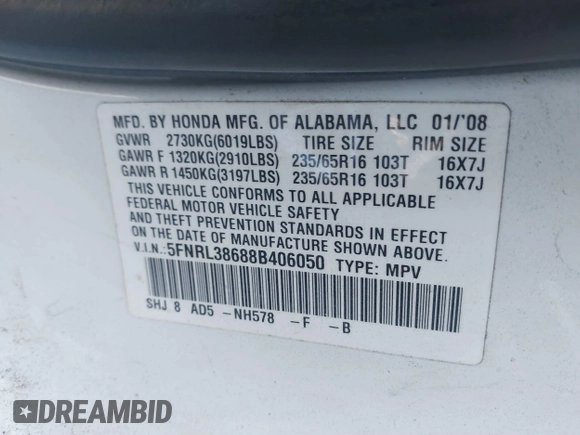 MFD. BY HONDA MFG. OF ALABAMA, LLC 01/'08
GVWR 2730KG(6019LBS) TIRE SIZE RIM SIZE
GAWR F 1320KG(2910LBS) 235/65R16 103T 16X7J
GAWR R 1450KG(3197LBS) 235/65R16 103T 16X7J
THIS VEHICLE CONFORMS TO ALL APPLICABLE
FEDERAL MOTOR VEHICLE SAFETY
AND THEFT PREVENTION STANDARDS IN EFFECT
ON THE DATE OF MANUFACTURE SHOWN ABOVE.
V.I.N.:5FNRL38688B406050 TYPE: MPV
SHJ 8 AD5 -NH578 -F -B
DREAMBID